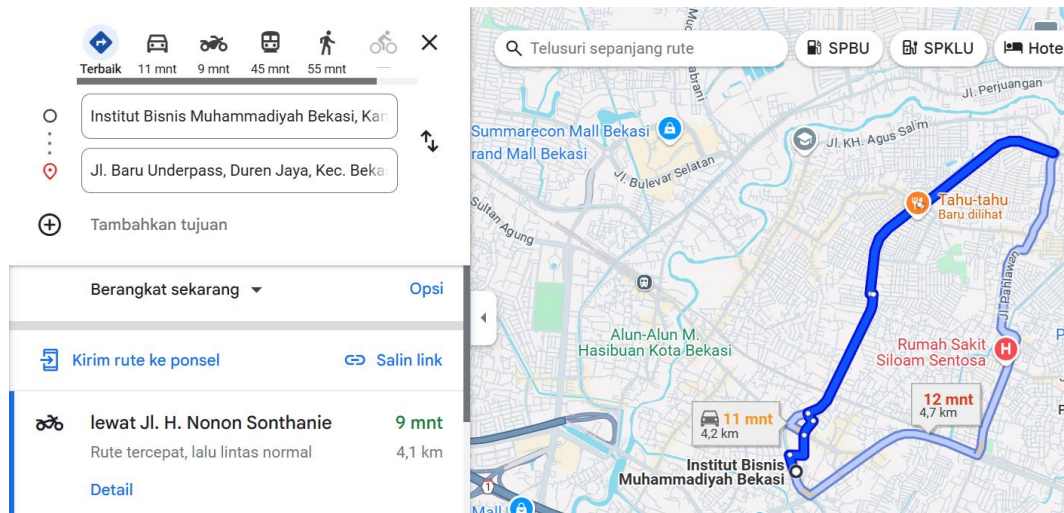 Terbaik
11 mnt
9 mnt
45 mnt
55 mnt
Institut Bisnis Muhammadiyah Bekasi, Kan
Jl. Baru Underpass, Duren Jaya, Kec. Beka
Tambahkan tujuan
Berangkat sekarang
Opsi
Kirim rute ke ponsel
Salin link
lewat Jl. H. Nonon Sonthanie
9 mnt
Rute tercepat, lalu lintas normal
4,1 km
Detail
Telusuri sepanjang rute
SPBU
SPKLU
Hote
Jl. Perjuangan
Summarecon Mall Bekasi
rand Mall Bekasi
Jl. KH. Agus Salim
Jl. Bulevar Selatan
Sultan Agung
Tahu-tahu
Baru dilihat
Jl. Pahlawan
Alun-Alun M.
Hasibuan Kota Bekasi
Rumah Sakit
Siloam Sentosa
H
P
12 mnt
4,7 km
11 mnt
4,2 km
Institut Bisnis
Muhammadiyah Bekasi
1
Mall